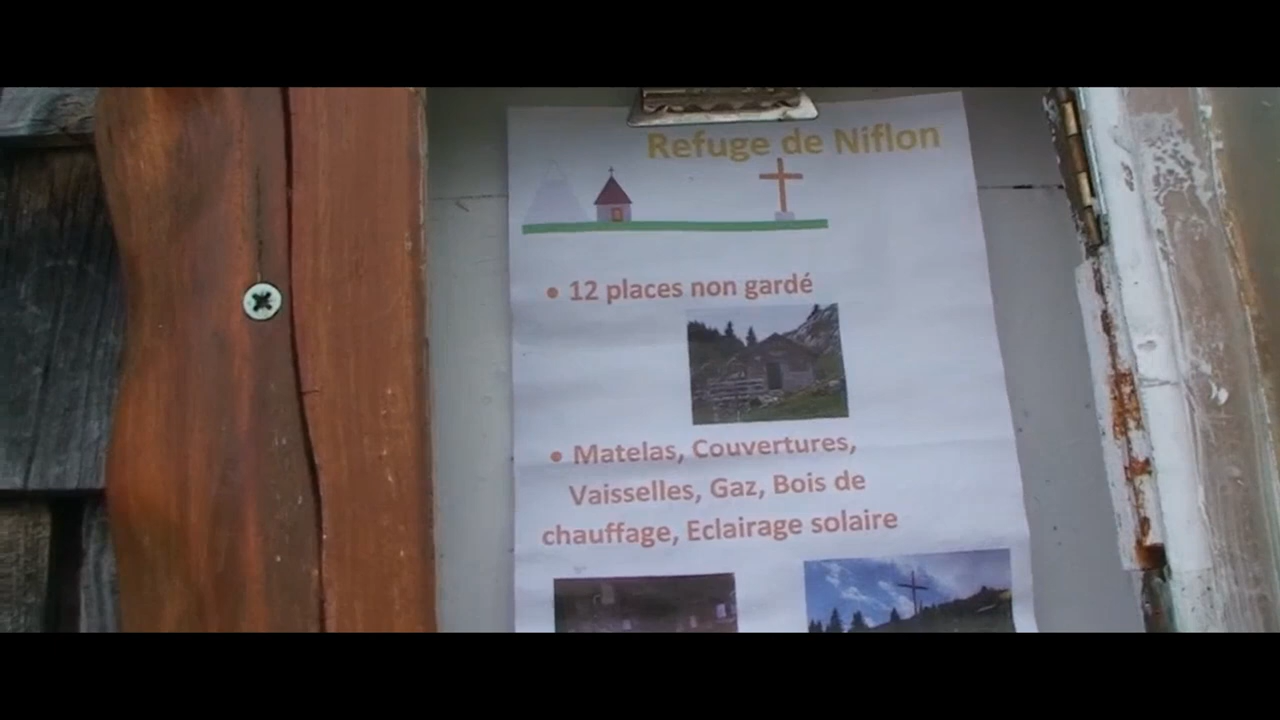 Refuge de Niflon
• 12 places non gardé
• Matelas, Couvertures,
Vaisselles, Gaz, Bois de
chauffage, Eclairage solaire